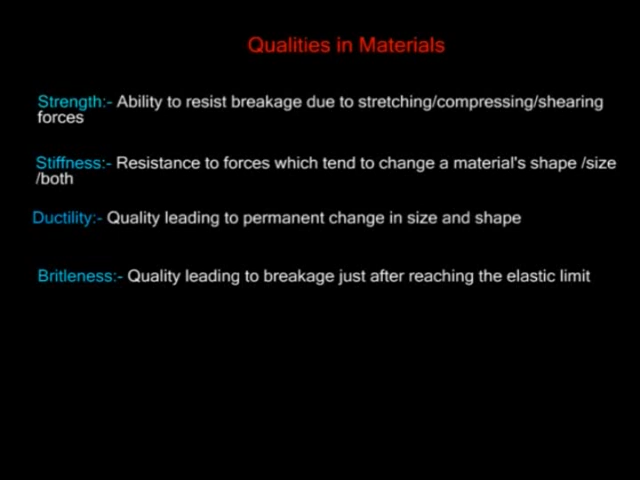 Qualities in Materials
Strength:- Ability to resist breakage due to stretching/compressing/shearing
forces
Stiffness:- Resistance to forces which tend to change a material's shape /size
/both
Ductility:- Quality leading to permanent change in size and shape
Britleness:- Quality leading to breakage just after reaching the elastic limit